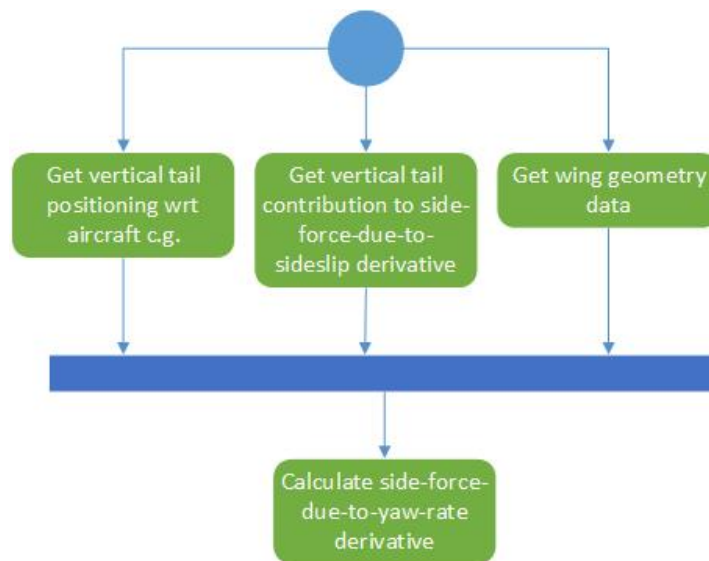 Get vertical tail
positioning wrt
aircraft c.g.
Get vertical tail
contribution to side-
force-due-to-
sideslip derivative
Get wing geometry
data
Calculate side-force-
due-to-yaw-rate
derivative